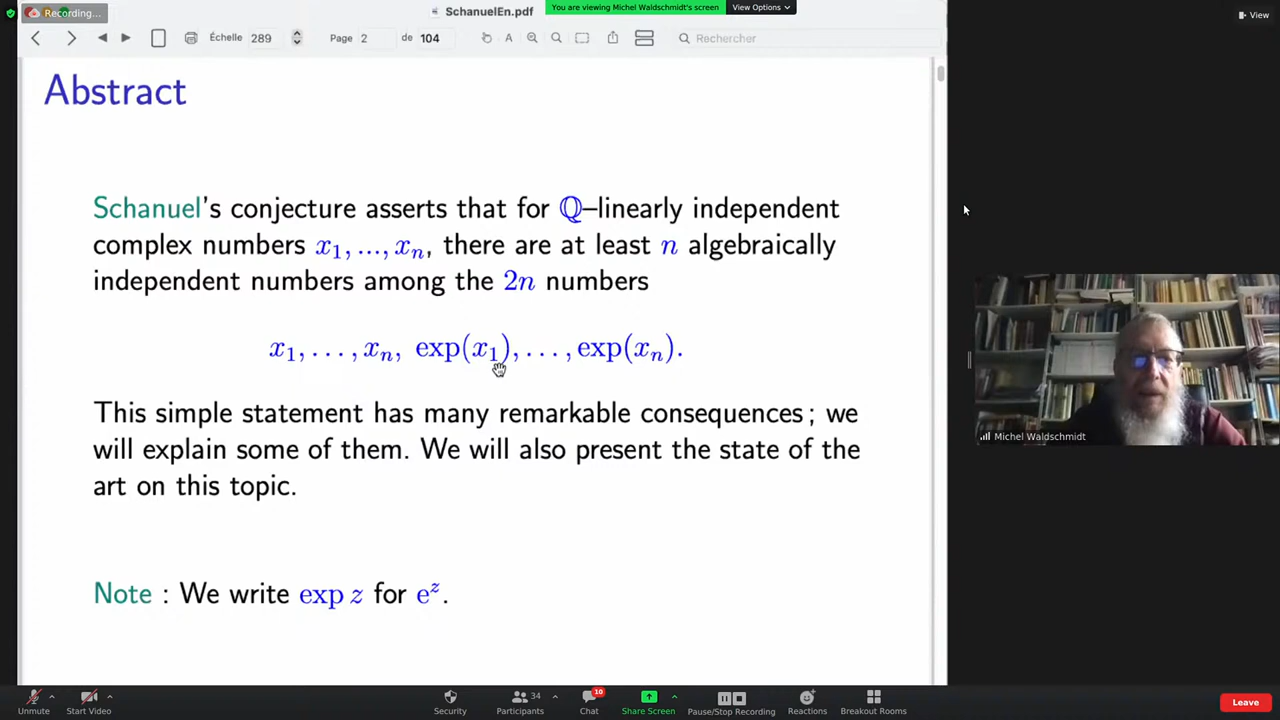 Recording...
SchanuelEn.pdf
You are viewing Michel Waldschmidt's screen
View Options
View
Échelle 289
Page 2 de 104
Rechercher
Abstract
Schanuel's conjecture asserts that for ℚ–linearly independent
complex numbers x₁, ..., xₙ, there are at least n algebraically
independent numbers among the 2n numbers
x₁, . . . , xₙ, exp(x₁), . . . , exp(xₙ).
This simple statement has many remarkable consequences ; we
will explain some of them. We will also present the state of the
art on this topic.
Note : We write exp z for eᶻ.
Michel Waldschmidt
Unmute
Start Video
Security
34
Participants
10
Chat
Share Screen
Pause/Stop Recording
Reactions
Breakout Rooms
Leave